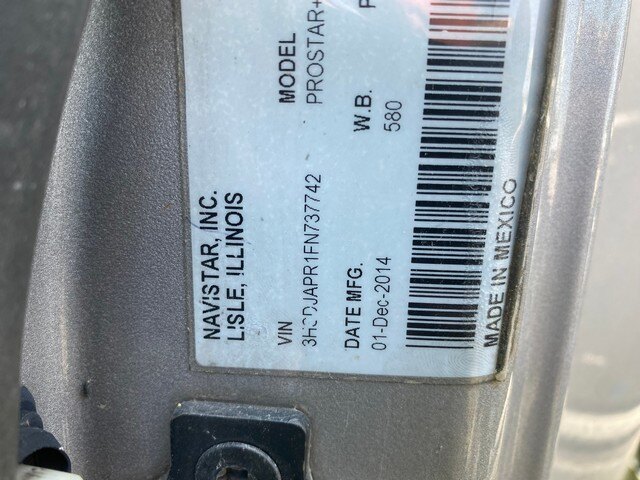 NAVISTAR, INC.
LISLE, ILLINOIS
MODEL
PROSTAR+
VIN
W.B.
580
DATE MFG.
01-Dec-2014
MADE IN MEXICO